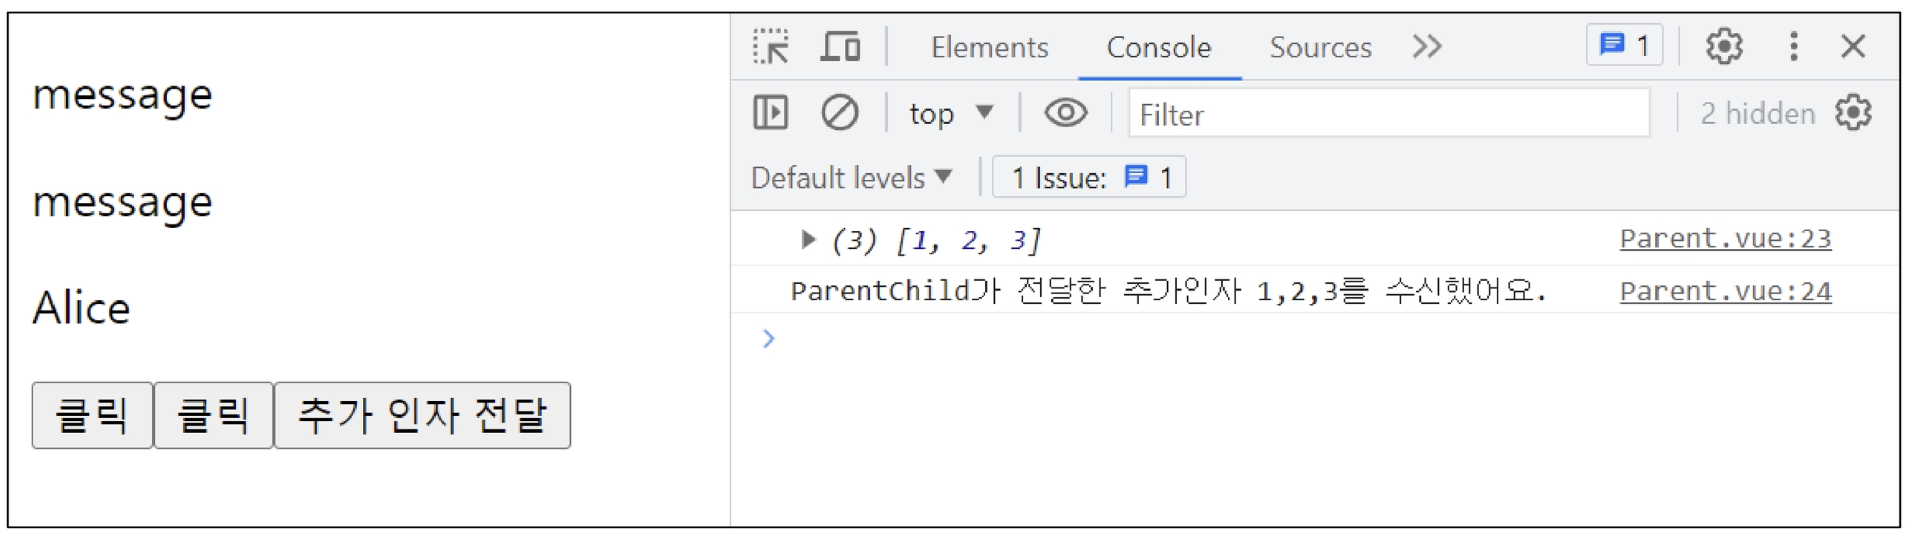 message
message
Alice
클릭 클릭 추가 인자 전달
Elements Console Sources 1
top Filter 2 hidden
Default levels 1 Issue: 1
(3) [1, 2, 3] Parent.vue:23
ParentChild가 전달한 추가인자 1,2,3를 수신했어요. Parent.vue:24